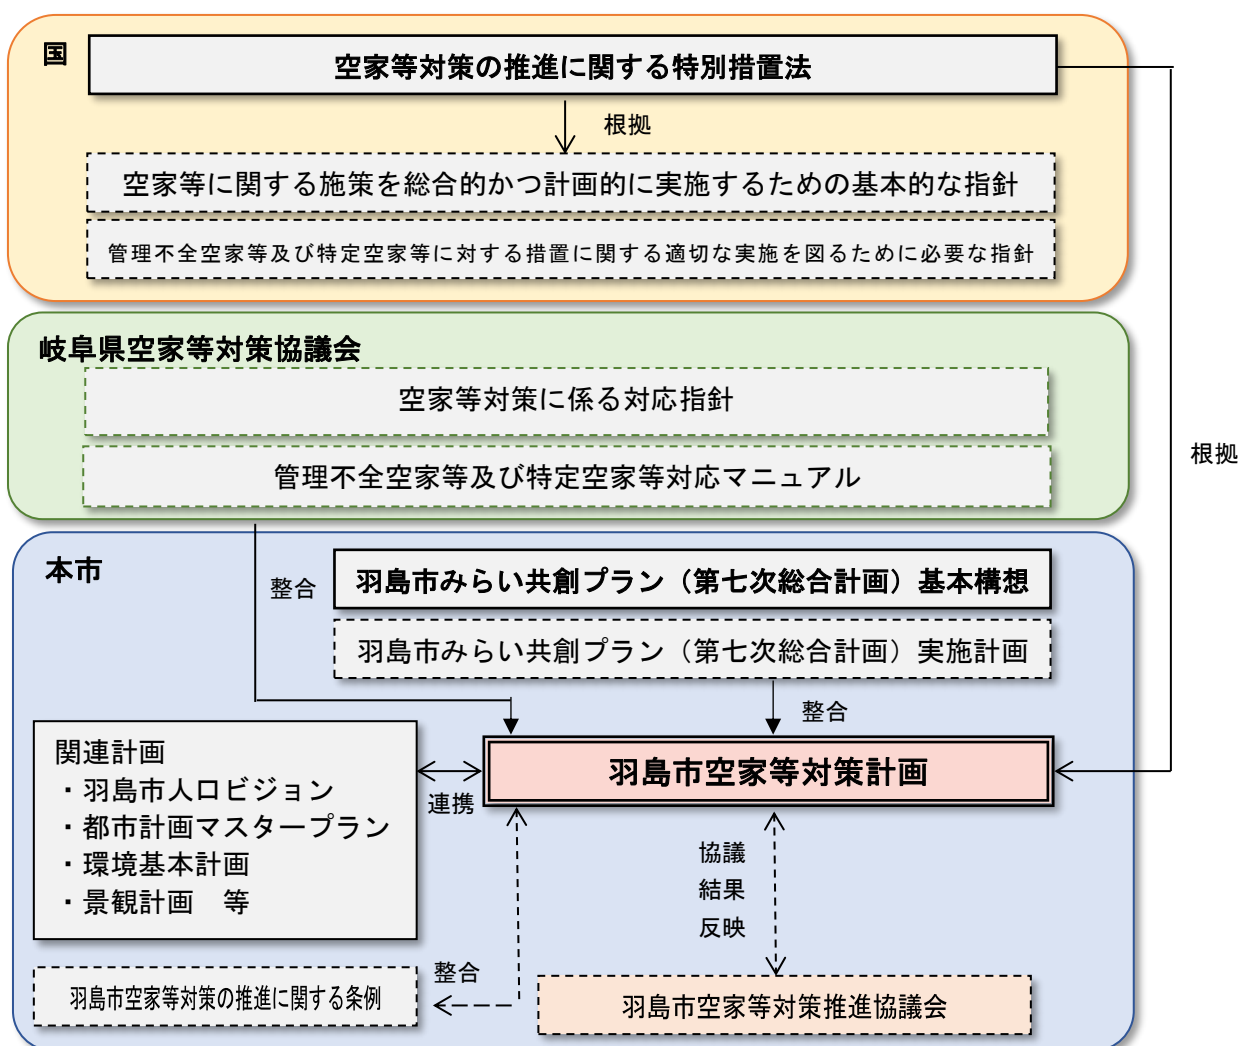 国
空家等対策の推進に関する特別措置法
根拠
空家等に関する施策を総合的かつ計画的に実施するための基本的な指針
管理不全空家等及び特定空家等に対する措置に関する適切な実施を図るために必要な指針
岐阜県空家等対策協議会
空家等対策に係る対応指針
管理不全空家等及び特定空家等対応マニュアル
根拠
本市
整合
羽島市みらい共創プラン（第七次総合計画）基本構想
羽島市みらい共創プラン（第七次総合計画）実施計画
整合
羽島市空家等対策計画
関連計画
・羽島市人口ビジョン
・都市計画マスタープラン
・環境基本計画
・景観計画　等
連携
協議
結果
反映
整合
羽島市空家等対策の推進に関する条例
羽島市空家等対策推進協議会